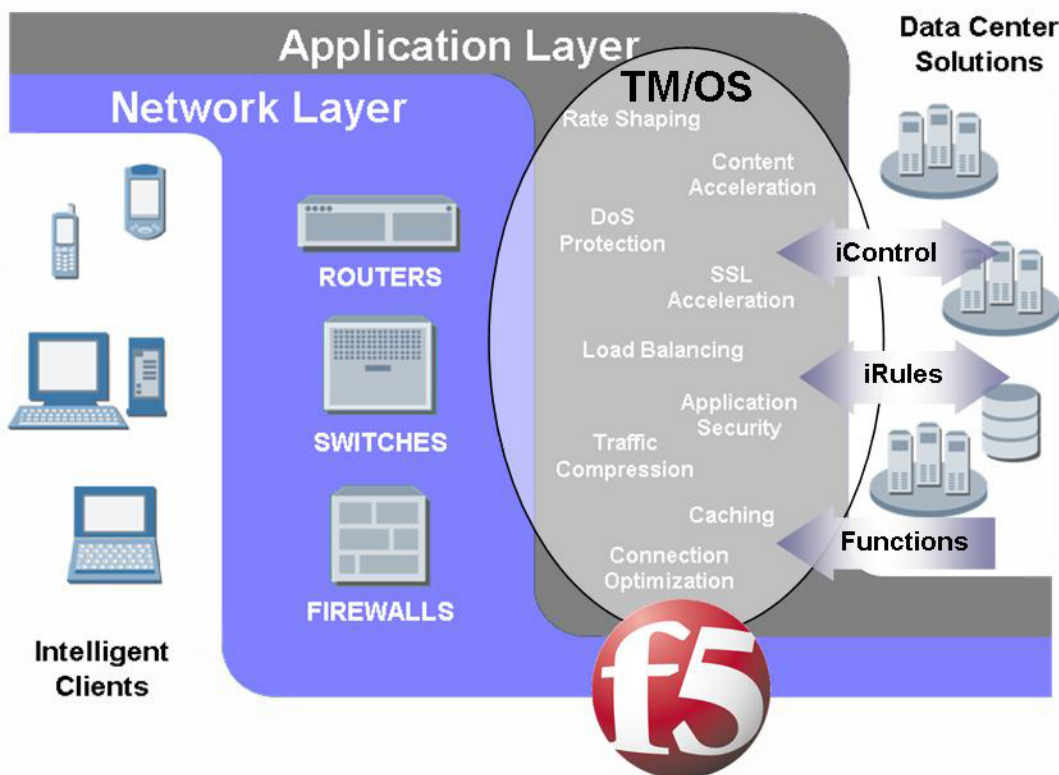 Application Layer
Network Layer
TM/OS
Data Center
Solutions
Rate Shaping
Content
Acceleration
DoS
Protection
SSL
Acceleration
Load Balancing
Application
Security
Traffic
Compression
Caching
Connection
Optimization
iControl
iRules
Functions
ROUTERS
SWITCHES
FIREWALLS
Intelligent
Clients
f5